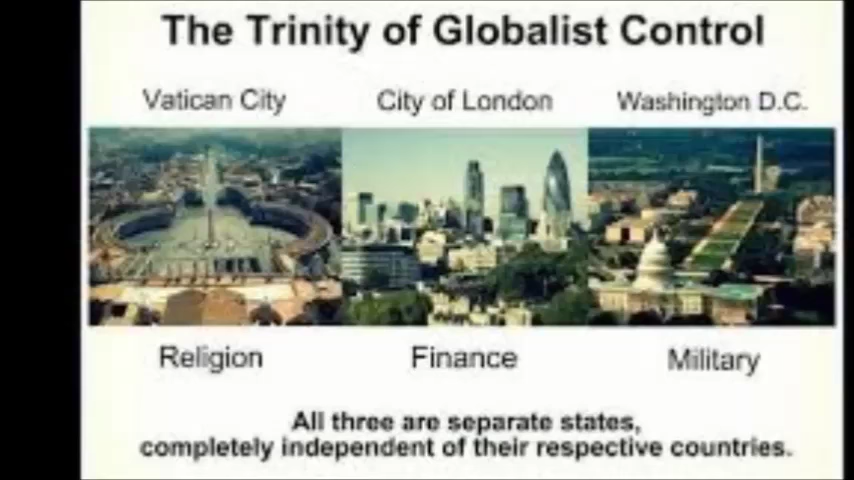 The Trinity of Globalist Control
Vatican City City of London Washington D.C.
Religion Finance Military
All three are separate states,
completely independent of their respective countries.